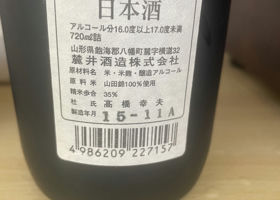 日本酒
アルコール分16.0度以上17.0度未満
720ml詰
山形県飽海郡八幡町麓字横道32
麓井酒造株式会社
原材料名 米・米麹・醸造アルコール
原料米 山田錦100%使用
精米歩合 35%
杜氏 髙橋幸夫
製造年月 15-11A
4986209227157